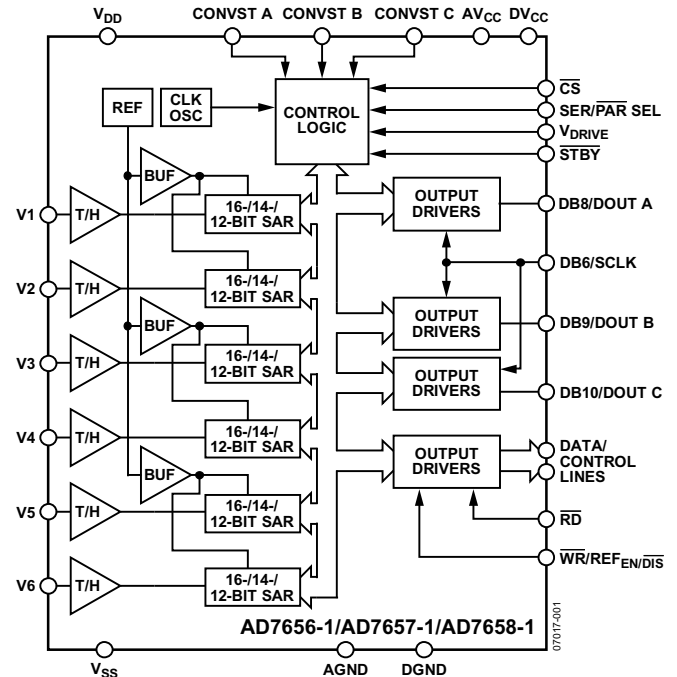 VDD
CONVST A CONVST B CONVST C AVCC DVCC
REF
CLK
OSC
CONTROL
LOGIC
CS
SER/PAR SEL
VDRIVE
STBY
BUF
V1
T/H
16-/14-/
12-BIT SAR
OUTPUT
DRIVERS
DB8/DOUT A
V2
T/H
16-/14-/
12-BIT SAR
DB6/SCLK
BUF
OUTPUT
DRIVERS
DB9/DOUT B
V3
T/H
16-/14-/
12-BIT SAR
OUTPUT
DRIVERS
DB10/DOUT C
V4
T/H
16-/14-/
12-BIT SAR
OUTPUT
DRIVERS
DATA/
CONTROL
LINES
BUF
V5
T/H
16-/14-/
12-BIT SAR
RD
WR/REFEN/DIS
V6
T/H
16-/14-/
12-BIT SAR
AD7656-1/AD7657-1/AD7658-1
07017-001
VSS
AGND
DGND